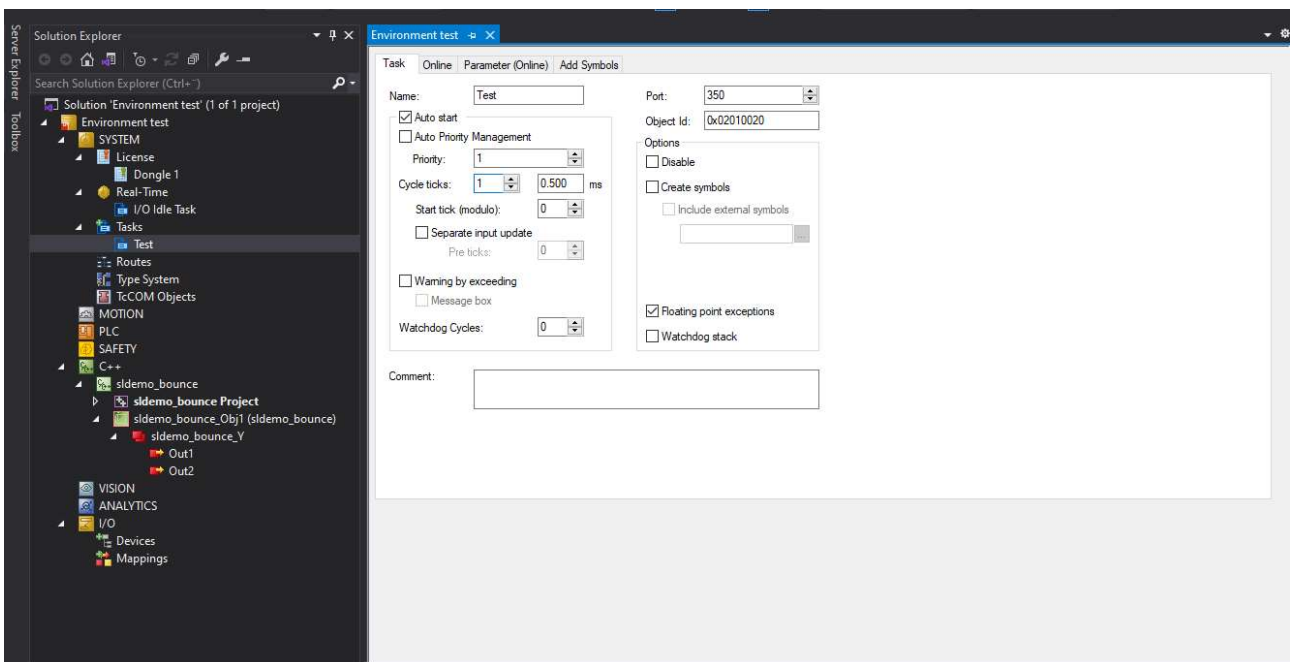 Server Explorer
Toolbox
Solution Explorer
Search Solution Explorer (Ctrl+¨)
Solution 'Environment test' (1 of 1 project)
Environment test
SYSTEM
License
Dongle 1
Real-Time
I/O Idle Task
Tasks
Test
Routes
Type System
TcCOM Objects
MOTION
PLC
SAFETY
C++
sldemo_bounce
sldemo_bounce Project
sldemo_bounce_Obj1 (sldemo_bounce)
sldemo_bounce_Y
Out1
Out2
VISION
ANALYTICS
I/O
Devices
Mappings
Environment test
Task Online Parameter (Online) Add Symbols
Name: Test
Auto start
Auto Priority Management
Priority: 1
Cycle ticks: 1 0.500 ms
Start tick (modulo): 0
Separate input update
Pre ticks: 0
Warning by exceeding
Message box
Watchdog Cycles: 0
Port: 350
Object Id: 0x02010020
Options
Disable
Create symbols
Include external symbols
...
Floating point exceptions
Watchdog stack
Comment: